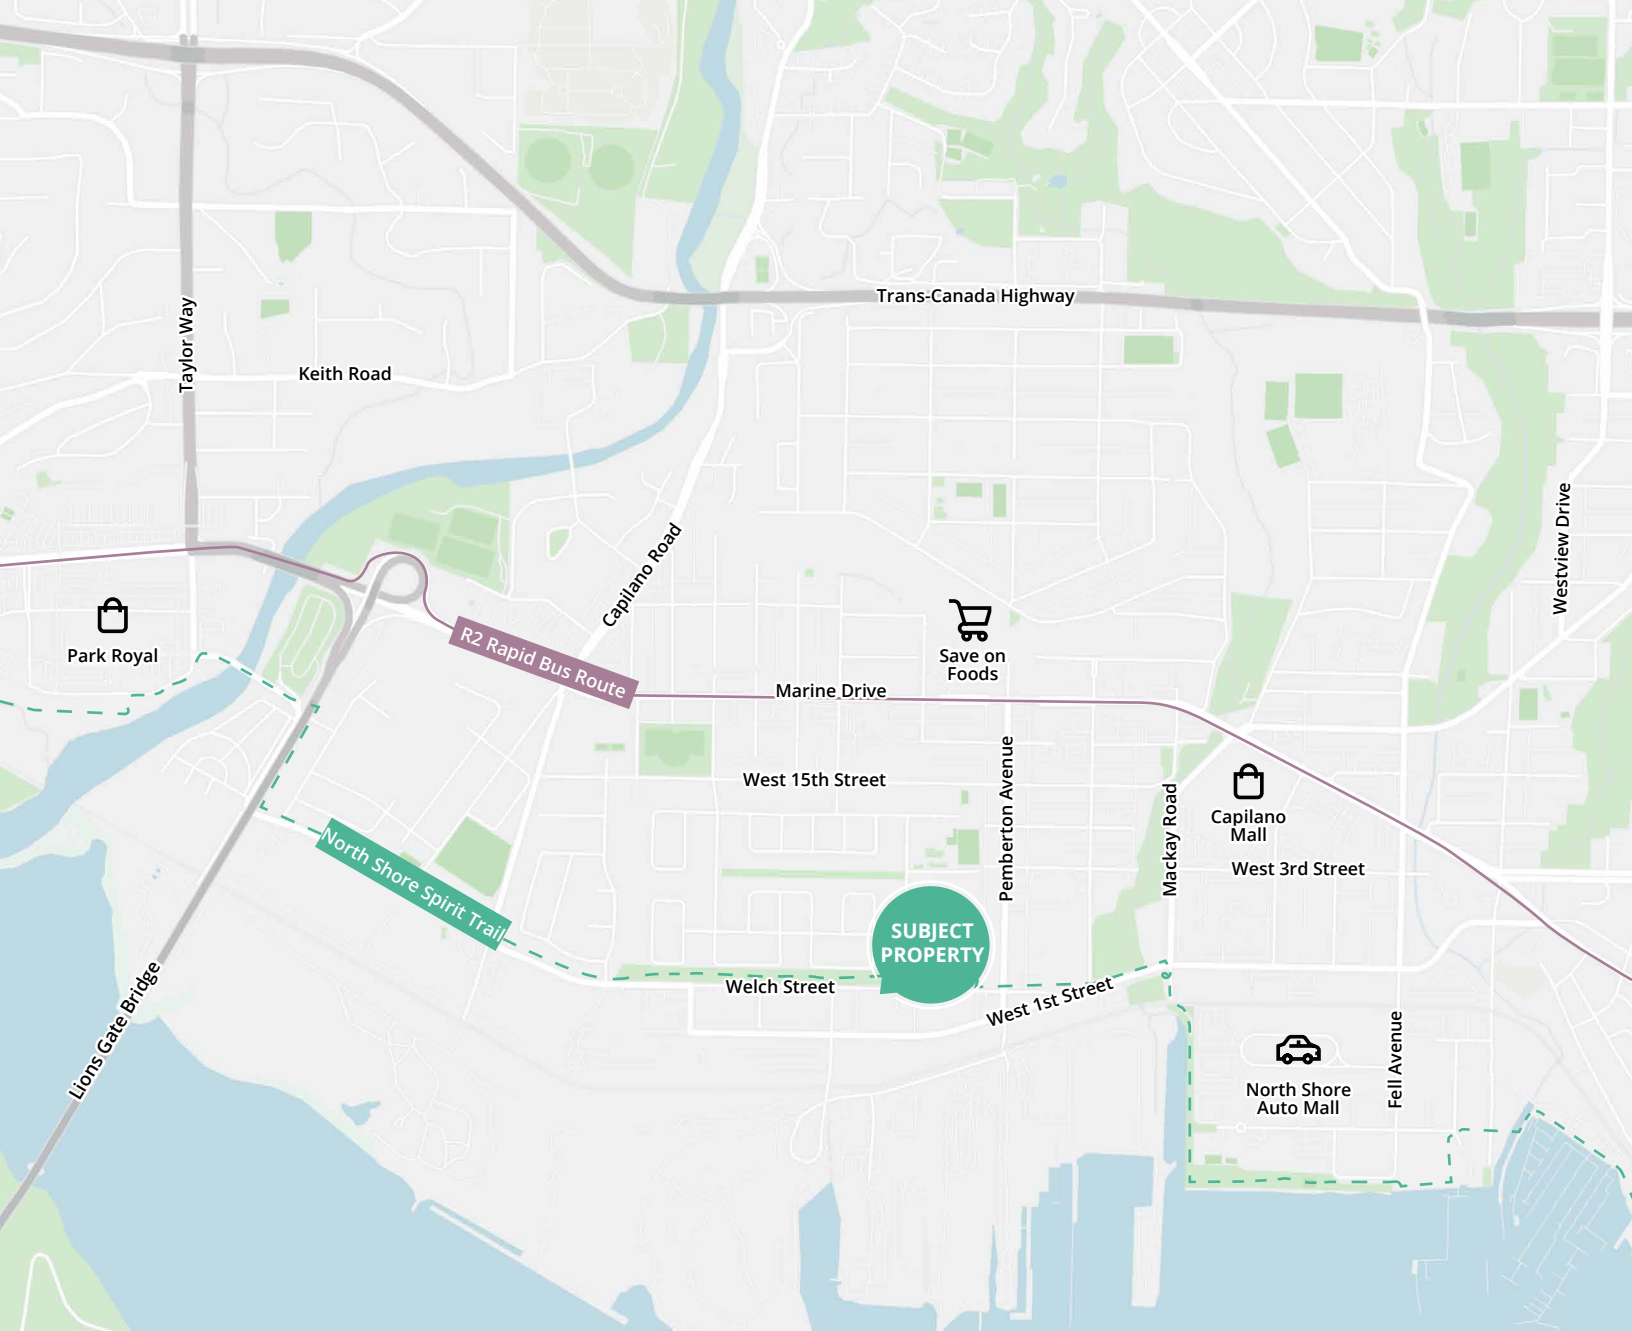 Trans-Canada Highway
Taylor Way
Keith Road
Westview Drive
Capilano Road
Park Royal
R2 Rapid Bus Route
Save on
Foods
Marine Drive
West 15th Street
Pemberton Avenue
Mackay Road
Capilano
Mall
West 3rd Street
North Shore Spirit Trail
SUBJECT
PROPERTY
Welch Street
West 1st Street
Lions Gate Bridge
Fell Avenue
North Shore
Auto Mall